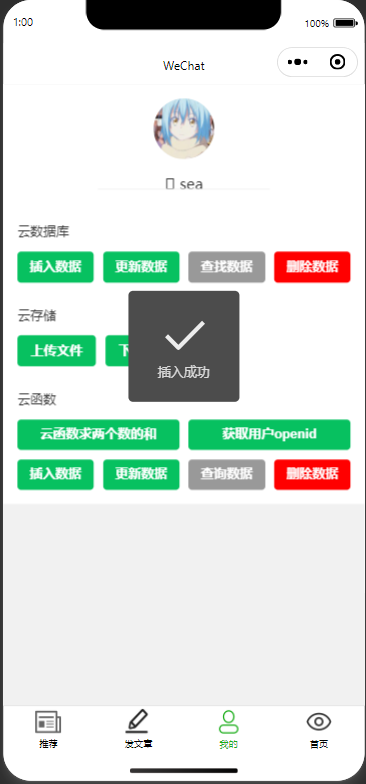 1:00 100%
WeChat
sea
云数据库
插入数据 更新数据 查找数据 删除数据
云存储
上传文件 下
插入成功
云函数
云函数求两个数的和 获取用户openid
插入数据 更新数据 查询数据 删除数据
推荐 发文章 我的 首页